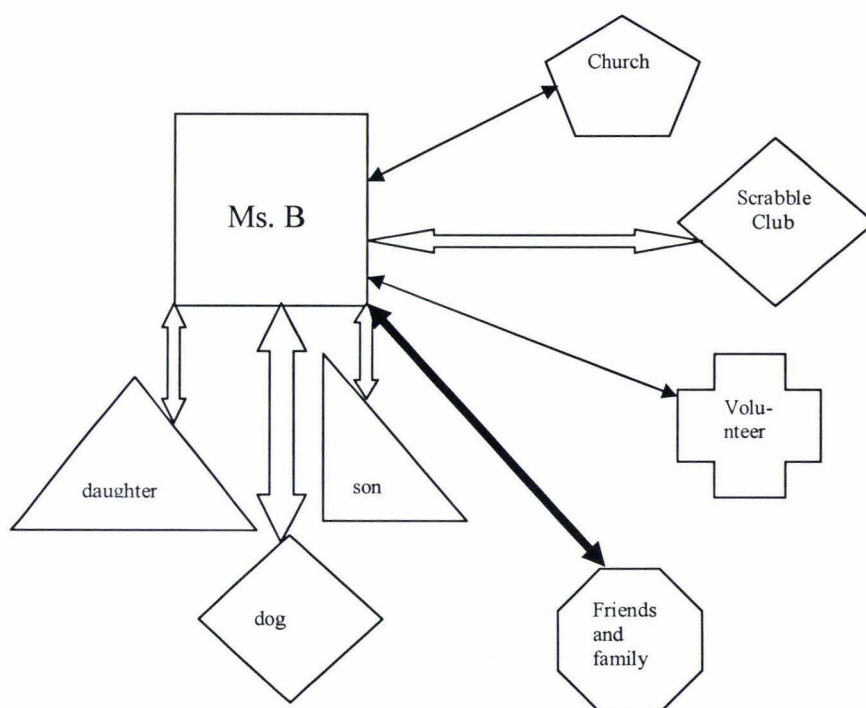 Church
Ms. B
Scrabble
Club
Volu-
nteer
daughter
son
dog
Friends
and
family